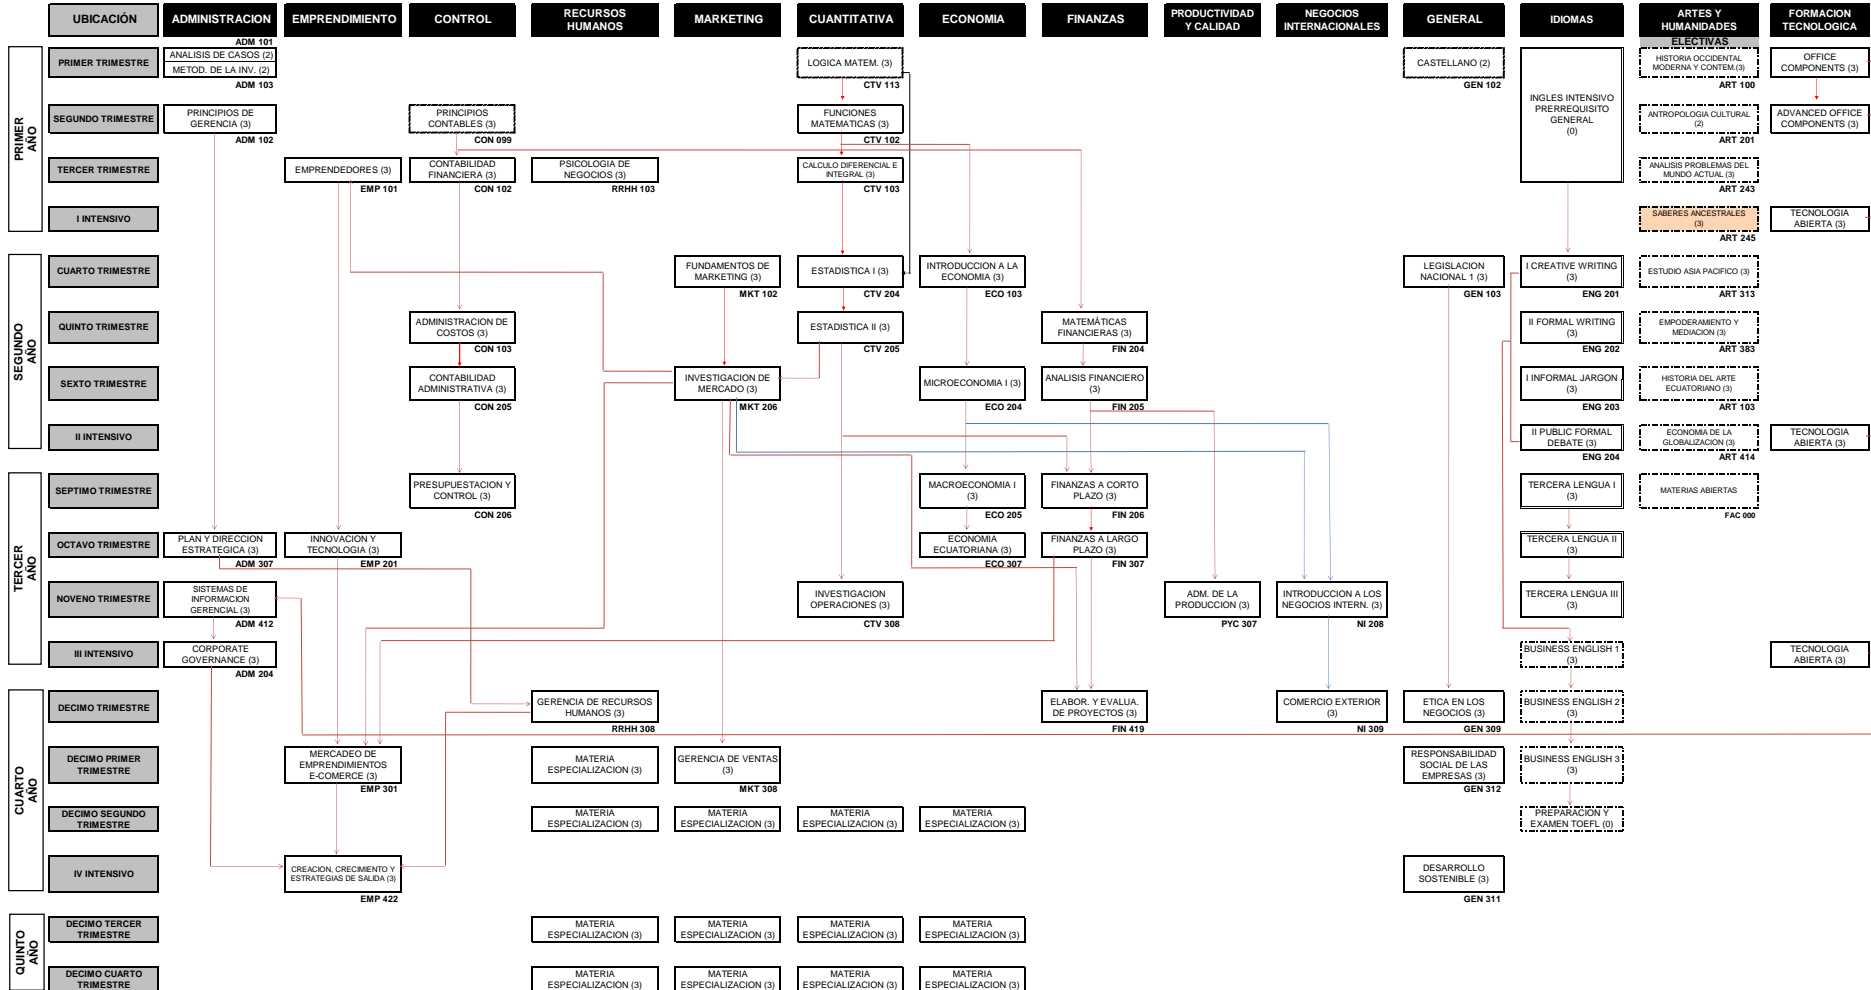 UBICACIÓN
ADMINISTRACION
EMPRENDIMIENTO
CONTROL
RECURSOS
HUMANOS
MARKETING
CUANTITATIVA
ECONOMIA
FINANZAS
PRODUCTIVIDAD
Y CALIDAD
NEGOCIOS
INTERNACIONALES
GENERAL
IDIOMAS
ARTES Y
HUMANIDADES
FORMACION
TECNOLOGICA
ELECTIVAS
PRIMER
AÑO
PRIMER TRIMESTRE
ADM 101
ANALISIS DE CASOS (2)
METOD. DE LA INV. (2)
ADM 103
LOGICA MATEM. (3)
CTV 113
CASTELLANO (2)
GEN 102
INGLES INTENSIVO
PRERREQUISITO
GENERAL
(0)
HISTORIA OCCIDENTAL
MODERNA Y CONTEM.(3)
ART 100
OFFICE
COMPONENTS (3)
SEGUNDO TRIMESTRE
PRINCIPIOS DE
GERENCIA (3)
ADM 102
PRINCIPIOS
CONTABLES (3)
CON 099
FUNCIONES
MATEMATICAS (3)
CTV 102
ANTROPOLOGIA CULTURAL
(2)
ART 201
ADVANCED OFFICE
COMPONENTS (3)
TERCER TRIMESTRE
EMPRENDEDORES (3)
EMP 101
CONTABILIDAD
FINANCIERA (3)
CON 102
PSICOLOGIA DE
NEGOCIOS (3)
RRHH 103
CALCULO DIFERENCIAL E
INTEGRAL (3)
CTV 103
ANALISIS PROBLEMAS DEL
MUNDO ACTUAL (3)
ART 243
I INTENSIVO
SABERES ANCESTRALES
(3)
ART 245
TECNOLOGIA
ABIERTA (3)
SEGUNDO
AÑO
CUARTO TRIMESTRE
FUNDAMENTOS DE
MARKETING (3)
MKT 102
ESTADISTICA I (3)
CTV 204
INTRODUCCION A LA
ECONOMIA (3)
ECO 103
LEGISLACION
NACIONAL 1 (3)
GEN 103
I CREATIVE WRITING
(3)
ENG 201
ESTUDIO ASIA PACIFICO (3)
ART 313
QUINTO TRIMESTRE
ADMINISTRACION DE
COSTOS (3)
CON 103
ESTADISTICA II (3)
CTV 205
MATEMÁTICAS
FINANCIERAS (3)
FIN 204
II FORMAL WRITING
(3)
ENG 202
EMPODERAMIENTO Y
MEDIACION (3)
ART 383
SEXTO TRIMESTRE
CONTABILIDAD
ADMINISTRATIVA (3)
CON 205
INVESTIGACION DE
MERCADO (3)
MKT 206
MICROECONOMIA I (3)
ECO 204
ANALISIS FINANCIERO
(3)
FIN 205
I INFORMAL JARGON
(3)
ENG 203
HISTORIA DEL ARTE
ECUATORIANO (3)
ART 103
II INTENSIVO
II PUBLIC FORMAL
DEBATE (3)
ENG 204
ECONOMIA DE LA
GLOBALIZACION (3)
ART 414
TECNOLOGIA
ABIERTA (3)
TERCER
AÑO
SEPTIMO TRIMESTRE
PRESUPUESTACION Y
CONTROL (3)
CON 206
MACROECONOMIA I
(3)
ECO 205
FINANZAS A CORTO
PLAZO (3)
FIN 206
TERCERA LENGUA I
(3)
MATERIAS ABIERTAS
FAC 000
OCTAVO TRIMESTRE
PLAN Y DIRECCION
ESTRATEGICA (3)
ADM 307
INNOVACION Y
TECNOLOGIA (3)
EMP 201
ECONOMIA
ECUATORIANA (3)
ECO 307
FINANZAS A LARGO
PLAZO (3)
FIN 307
TERCERA LENGUA II
(3)
NOVENO TRIMESTRE
SISTEMAS DE
INFORMACION
GERENCIAL (3)
ADM 412
INVESTIGACION
OPERACIONES (3)
CTV 308
ADM. DE LA
PRODUCCION (3)
PYC 307
INTRODUCCION A LOS
NEGOCIOS INTERN. (3)
NI 208
TERCERA LENGUA III
(3)
III INTENSIVO
CORPORATE
GOVERNANCE (3)
ADM 204
BUSINESS ENGLISH 1
(3)
TECNOLOGIA
ABIERTA (3)
CUARTO
AÑO
DECIMO TRIMESTRE
GERENCIA DE RECURSOS
HUMANOS (3)
RRHH 308
ELABOR. Y EVALUA.
DE PROYECTOS (3)
FIN 419
COMERCIO EXTERIOR
(3)
NI 309
ETICA EN LOS
NEGOCIOS (3)
GEN 309
BUSINESS ENGLISH 2
(3)
DECIMO PRIMER
TRIMESTRE
MERCADEO DE
EMPRENDIMIENTOS
E-COMERCE (3)
EMP 301
MATERIA
ESPECIALIZACION (3)
GERENCIA DE VENTAS
(3)
MKT 308
RESPONSABILIDAD
SOCIAL DE LAS
EMPRESAS (3)
GEN 312
BUSINESS ENGLISH 3
(3)
DECIMO SEGUNDO
TRIMESTRE
MATERIA
ESPECIALIZACION (3)
MATERIA
ESPECIALIZACION (3)
MATERIA
ESPECIALIZACION (3)
MATERIA
ESPECIALIZACION (3)
PREPARACION Y
EXAMEN TOEFL (0)
IV INTENSIVO
CREACION, CRECIMIENTO Y
ESTRATEGIAS DE SALIDA (3)
EMP 422
DESARROLLO
SOSTENIBLE (3)
GEN 311
QUINTO
AÑO
DECIMO TERCER
TRIMESTRE
MATERIA
ESPECIALIZACION (3)
MATERIA
ESPECIALIZACION (3)
MATERIA
ESPECIALIZACION (3)
MATERIA
ESPECIALIZACION (3)
DECIMO CUARTO
TRIMESTRE
MATERIA
ESPECIALIZACION (3)
MATERIA
ESPECIALIZACION (3)
MATERIA
ESPECIALIZACION (3)
MATERIA
ESPECIALIZACION (3)